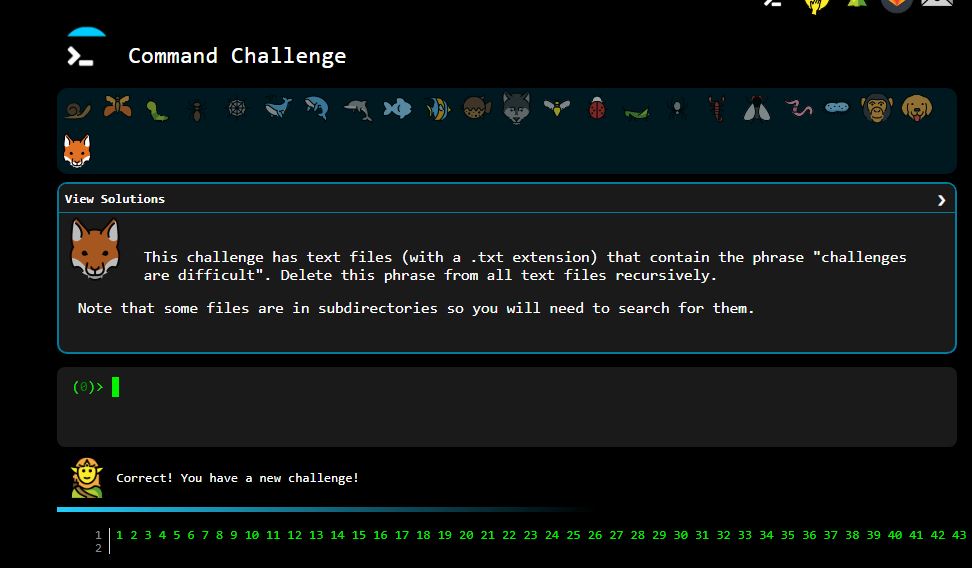 Command Challenge
View Solutions
This challenge has text files (with a .txt extension) that contain the phrase "challenges
are difficult". Delete this phrase from all text files recursively.
Note that some files are in subdirectories so you will need to search for them.
(0)>
Correct! You have a new challenge!
1 1 2 3 4 5 6 7 8 9 10 11 12 13 14 15 16 17 18 19 20 21 22 23 24 25 26 27 28 29 30 31 32 33 34 35 36 37 38 39 40 41 42 43
2